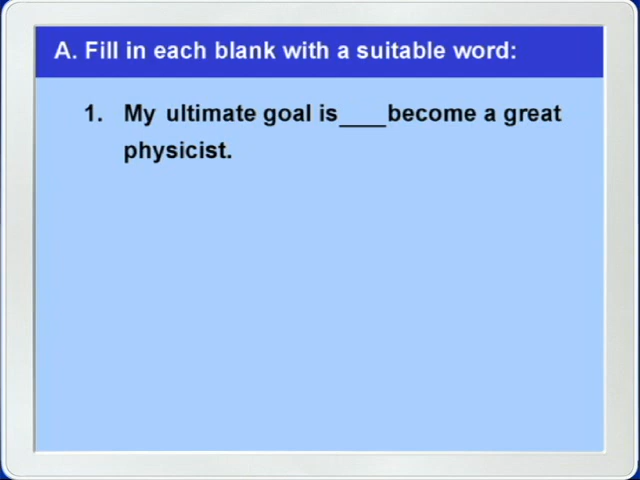 A. Fill in each blank with a suitable word:
1. My ultimate goal is____become a great
physicist.